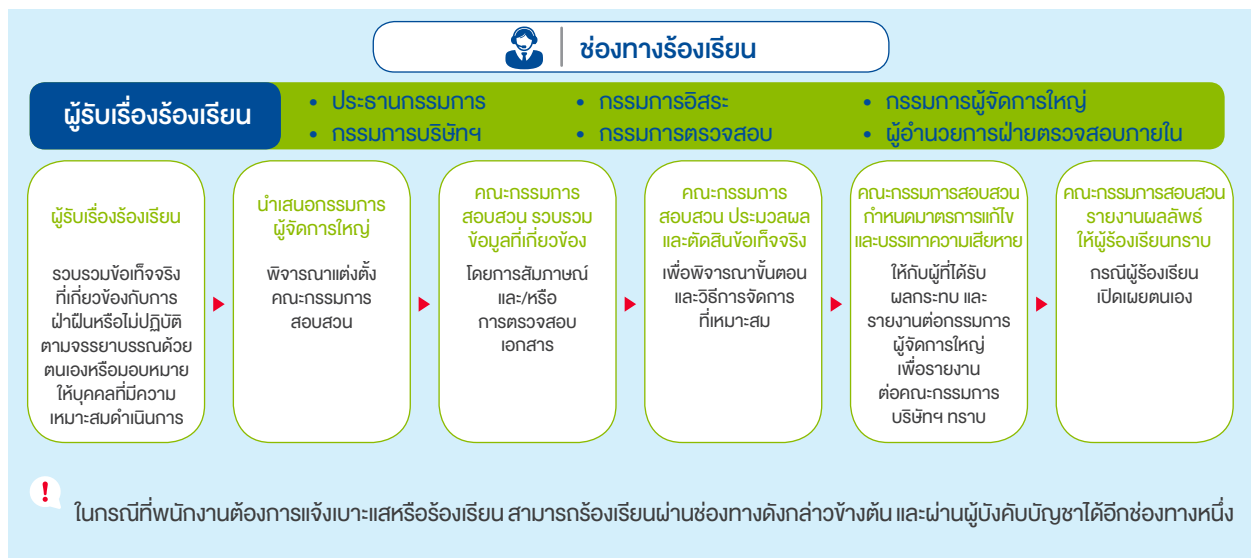 ช่องทางร้องเรียน
ผู้รับเรื่องร้องเรียน
• ประธานกรรมการ
• กรรมการบริษัทฯ
• กรรมการอิสระ
• กรรมการตรวจสอบ
• กรรมการผู้จัดการใหญ่
• ผู้อำนวยการฝ่ายตรวจสอบภายใน
ผู้รับเรื่องร้องเรียน
รวบรวมข้อเท็จจริง
ที่เกี่ยวข้องกับการ
ฝ่าฝืนหรือไม่ปฏิบัติ
ตามจรรยาบรรณด้วย
ตนเองหรือมอบหมาย
ให้บุคคลที่มีความ
เหมาะสมดำเนินการ
นำเสนอกรรมการ
ผู้จัดการใหญ่
พิจารณาแต่งตั้ง
คณะกรรมการ
สอบสวน
คณะกรรมการ
สอบสวน รวบรวม
ข้อมูลที่เกี่ยวข้อง
โดยการสัมภาษณ์
และ/หรือ
การตรวจสอบ
เอกสาร
คณะกรรมการ
สอบสวน ประมวลผล
และตัดสินข้อเท็จจริง
เพื่อพิจารณาขั้นตอน
และวิธีการจัดการ
ที่เหมาะสม
คณะกรรมการสอบสวน
กำหนดมาตรการแก้ไข
และบรรเทาความเสียหาย
ให้กับผู้ที่ได้รับ
ผลกระทบ และ
รายงานต่อกรรมการ
ผู้จัดการใหญ่
เพื่อรายงาน
ต่อคณะกรรมการ
บริษัทฯ ทราบ
คณะกรรมการสอบสวน
รายงานผลลัพธ์
ให้ผู้ร้องเรียนทราบ
กรณีผู้ร้องเรียน
เปิดเผยตนเอง
!
ในกรณีที่พนักงานต้องการแจ้งเบาะแสหรือร้องเรียน สามารถร้องเรียนผ่านช่องทางดังกล่าวข้างต้น และผ่านผู้บังคับบัญชาได้อีกช่องทางหนึ่ง